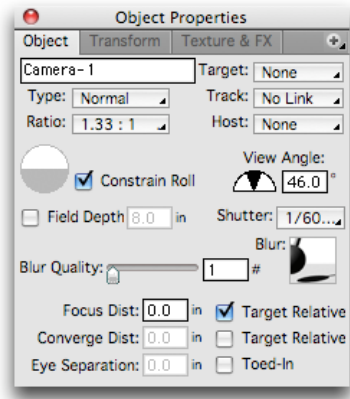 Object Properties
Object Transform Texture & FX
Camera-1 Target: None
Type: Normal Track: No Link
Ratio: 1.33 : 1 Host: None
View Angle:
Constrain Roll 46.0 °
Field Depth 8.0 in Shutter: 1/60...
Blur:
Blur Quality: 1 #
Focus Dist: 0.0 in Target Relative
Converge Dist: 0.0 in Target Relative
Eye Separation: 0.0 in Toed-In